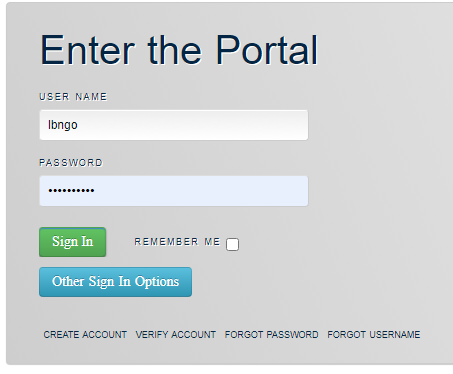 Enter the Portal
USER NAME
lbngo
PASSWORD
••••••••••
Sign In
REMEMBER ME
Other Sign In Options
CREATE ACCOUNT VERIFY ACCOUNT FORGOT PASSWORD FORGOT USERNAME